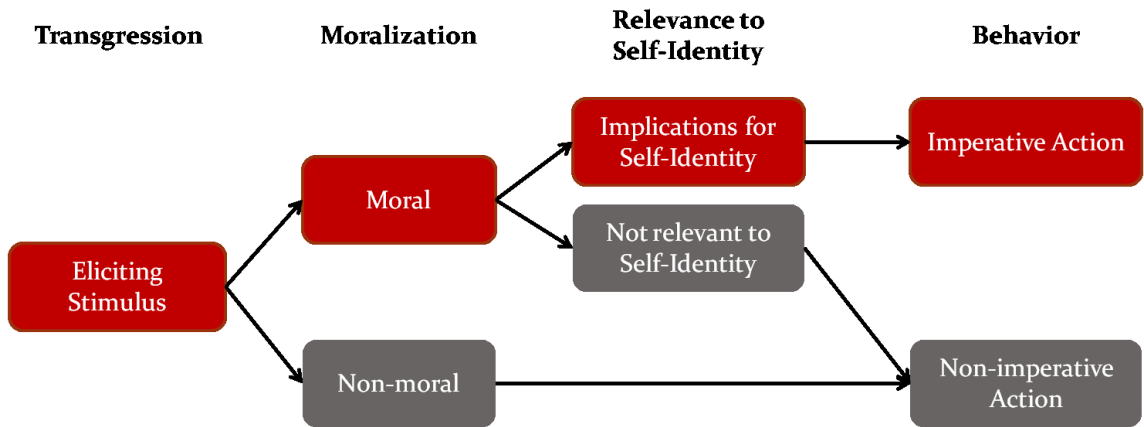 Transgression
Moralization
Relevance to
Self-Identity
Behavior
Implications for
Self-Identity
Imperative Action
Moral
Not relevant to
Self-Identity
Eliciting
Stimulus
Non-moral
Non-imperative
Action